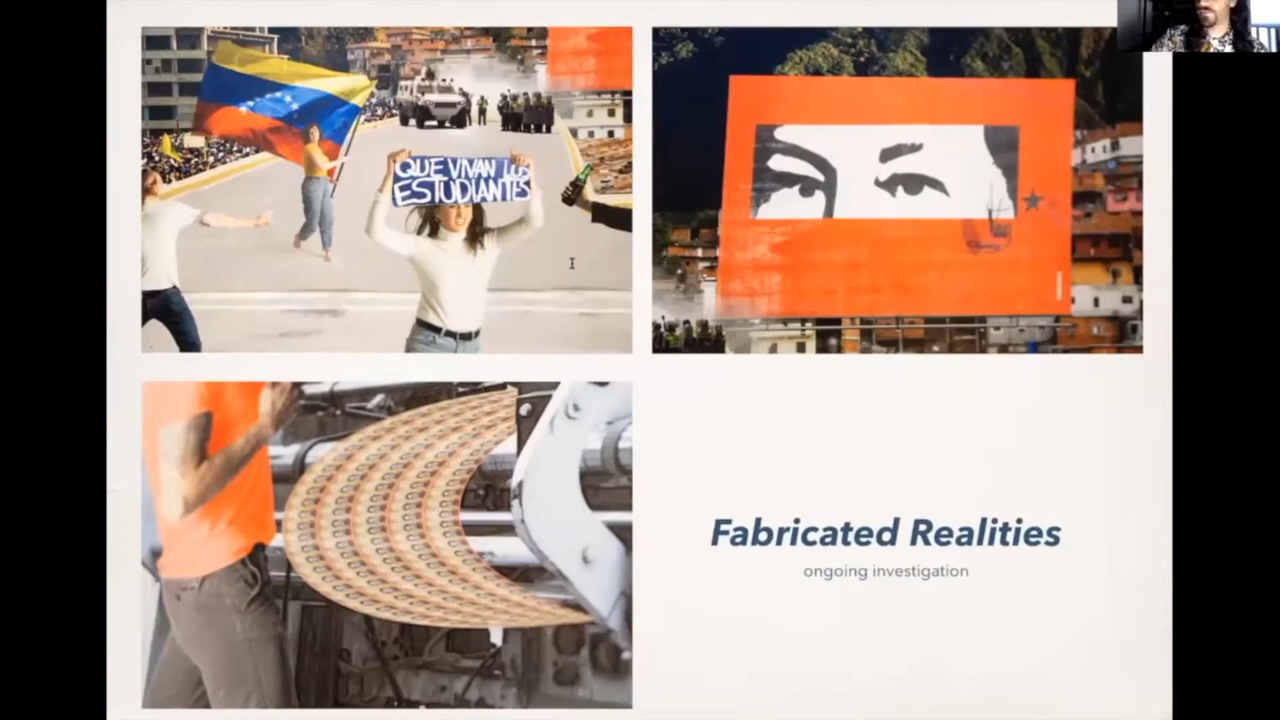 QUE VIVAN LOS
ESTUDIANTES
Fabricated Realities
ongoing investigation